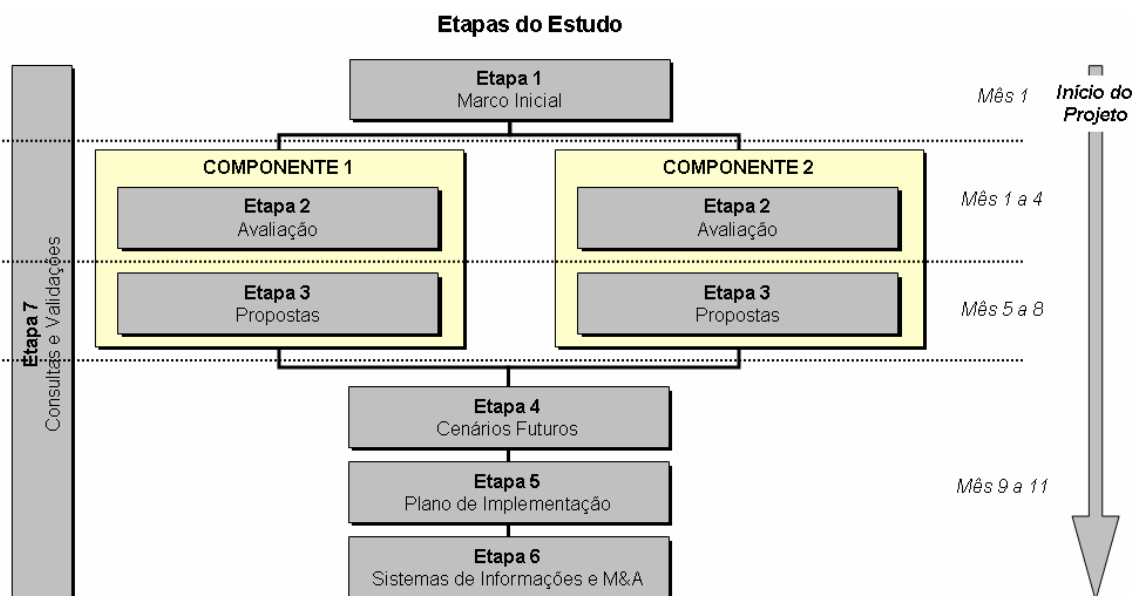 Etapas do Estudo
Etapa 1
Marco Inicial
Mês 1
Início do
Projeto
COMPONENTE 1
COMPONENTE 2
Etapa 2
Avaliação
Etapa 2
Avaliação
Mês 1 a 4
Etapa 3
Propostas
Etapa 3
Propostas
Mês 5 a 8
Etapa 7
Consultas e Validações
Etapa 4
Cenários Futuros
Etapa 5
Plano de Implementação
Mês 9 a 11
Etapa 6
Sistemas de Informações e M&A